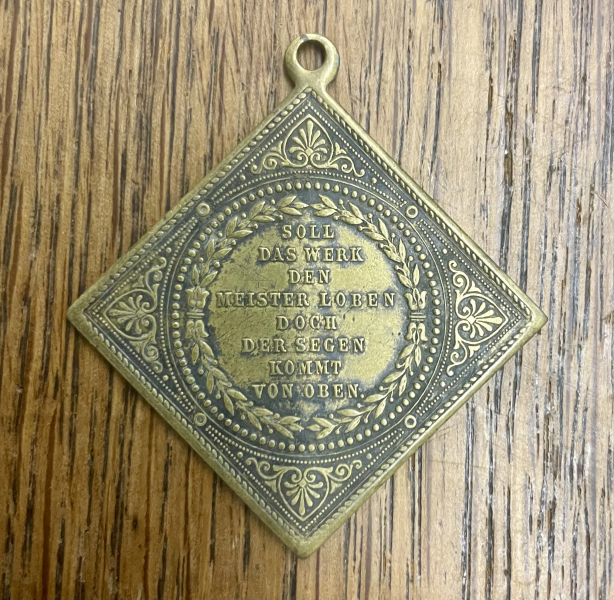 SOLL
DAS WERK
DEN
MEISTER LOBEN
DOCH
DER SEGEN
KOMMT
VON OBEN.